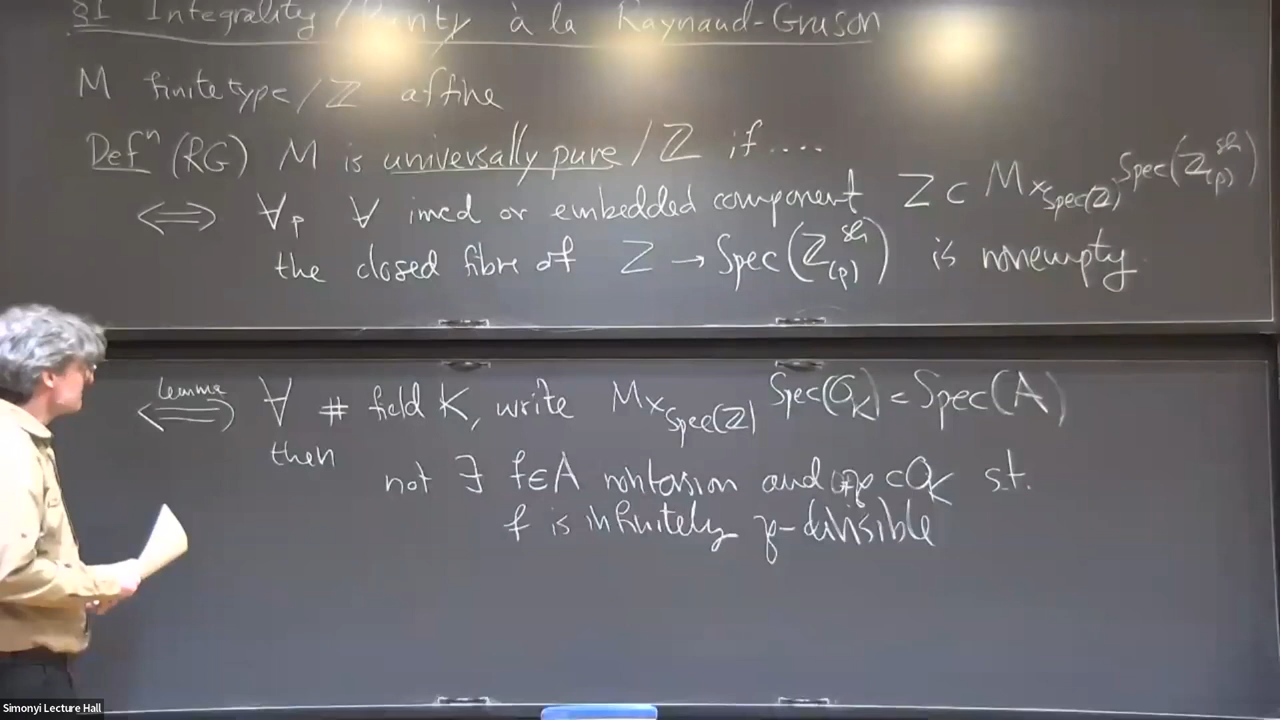 §1 Integrality/Purity à la Raynaud-Gruson
M finite type/ℤ affine
Defⁿ (RG) M is universally pure/ℤ if....
⟺ ∀p ∀ irred or embedded component Z ⊂ M ×_{Spec(ℤ)} Spec(ℤ_{(p)}^{sh})
the closed fibre of Z → Spec(ℤ_{(p)}^{sh}) is nonempty.
lemma
⟺ ∀ # field K, write M ×_{Spec(ℤ)} Spec(O_K) = Spec(A)
then
not ∃ f∈A nontorsion and 𝔭 ⊂ O_K s.t.
f is infinitely 𝔭-divisible
Simonyi Lecture Hall